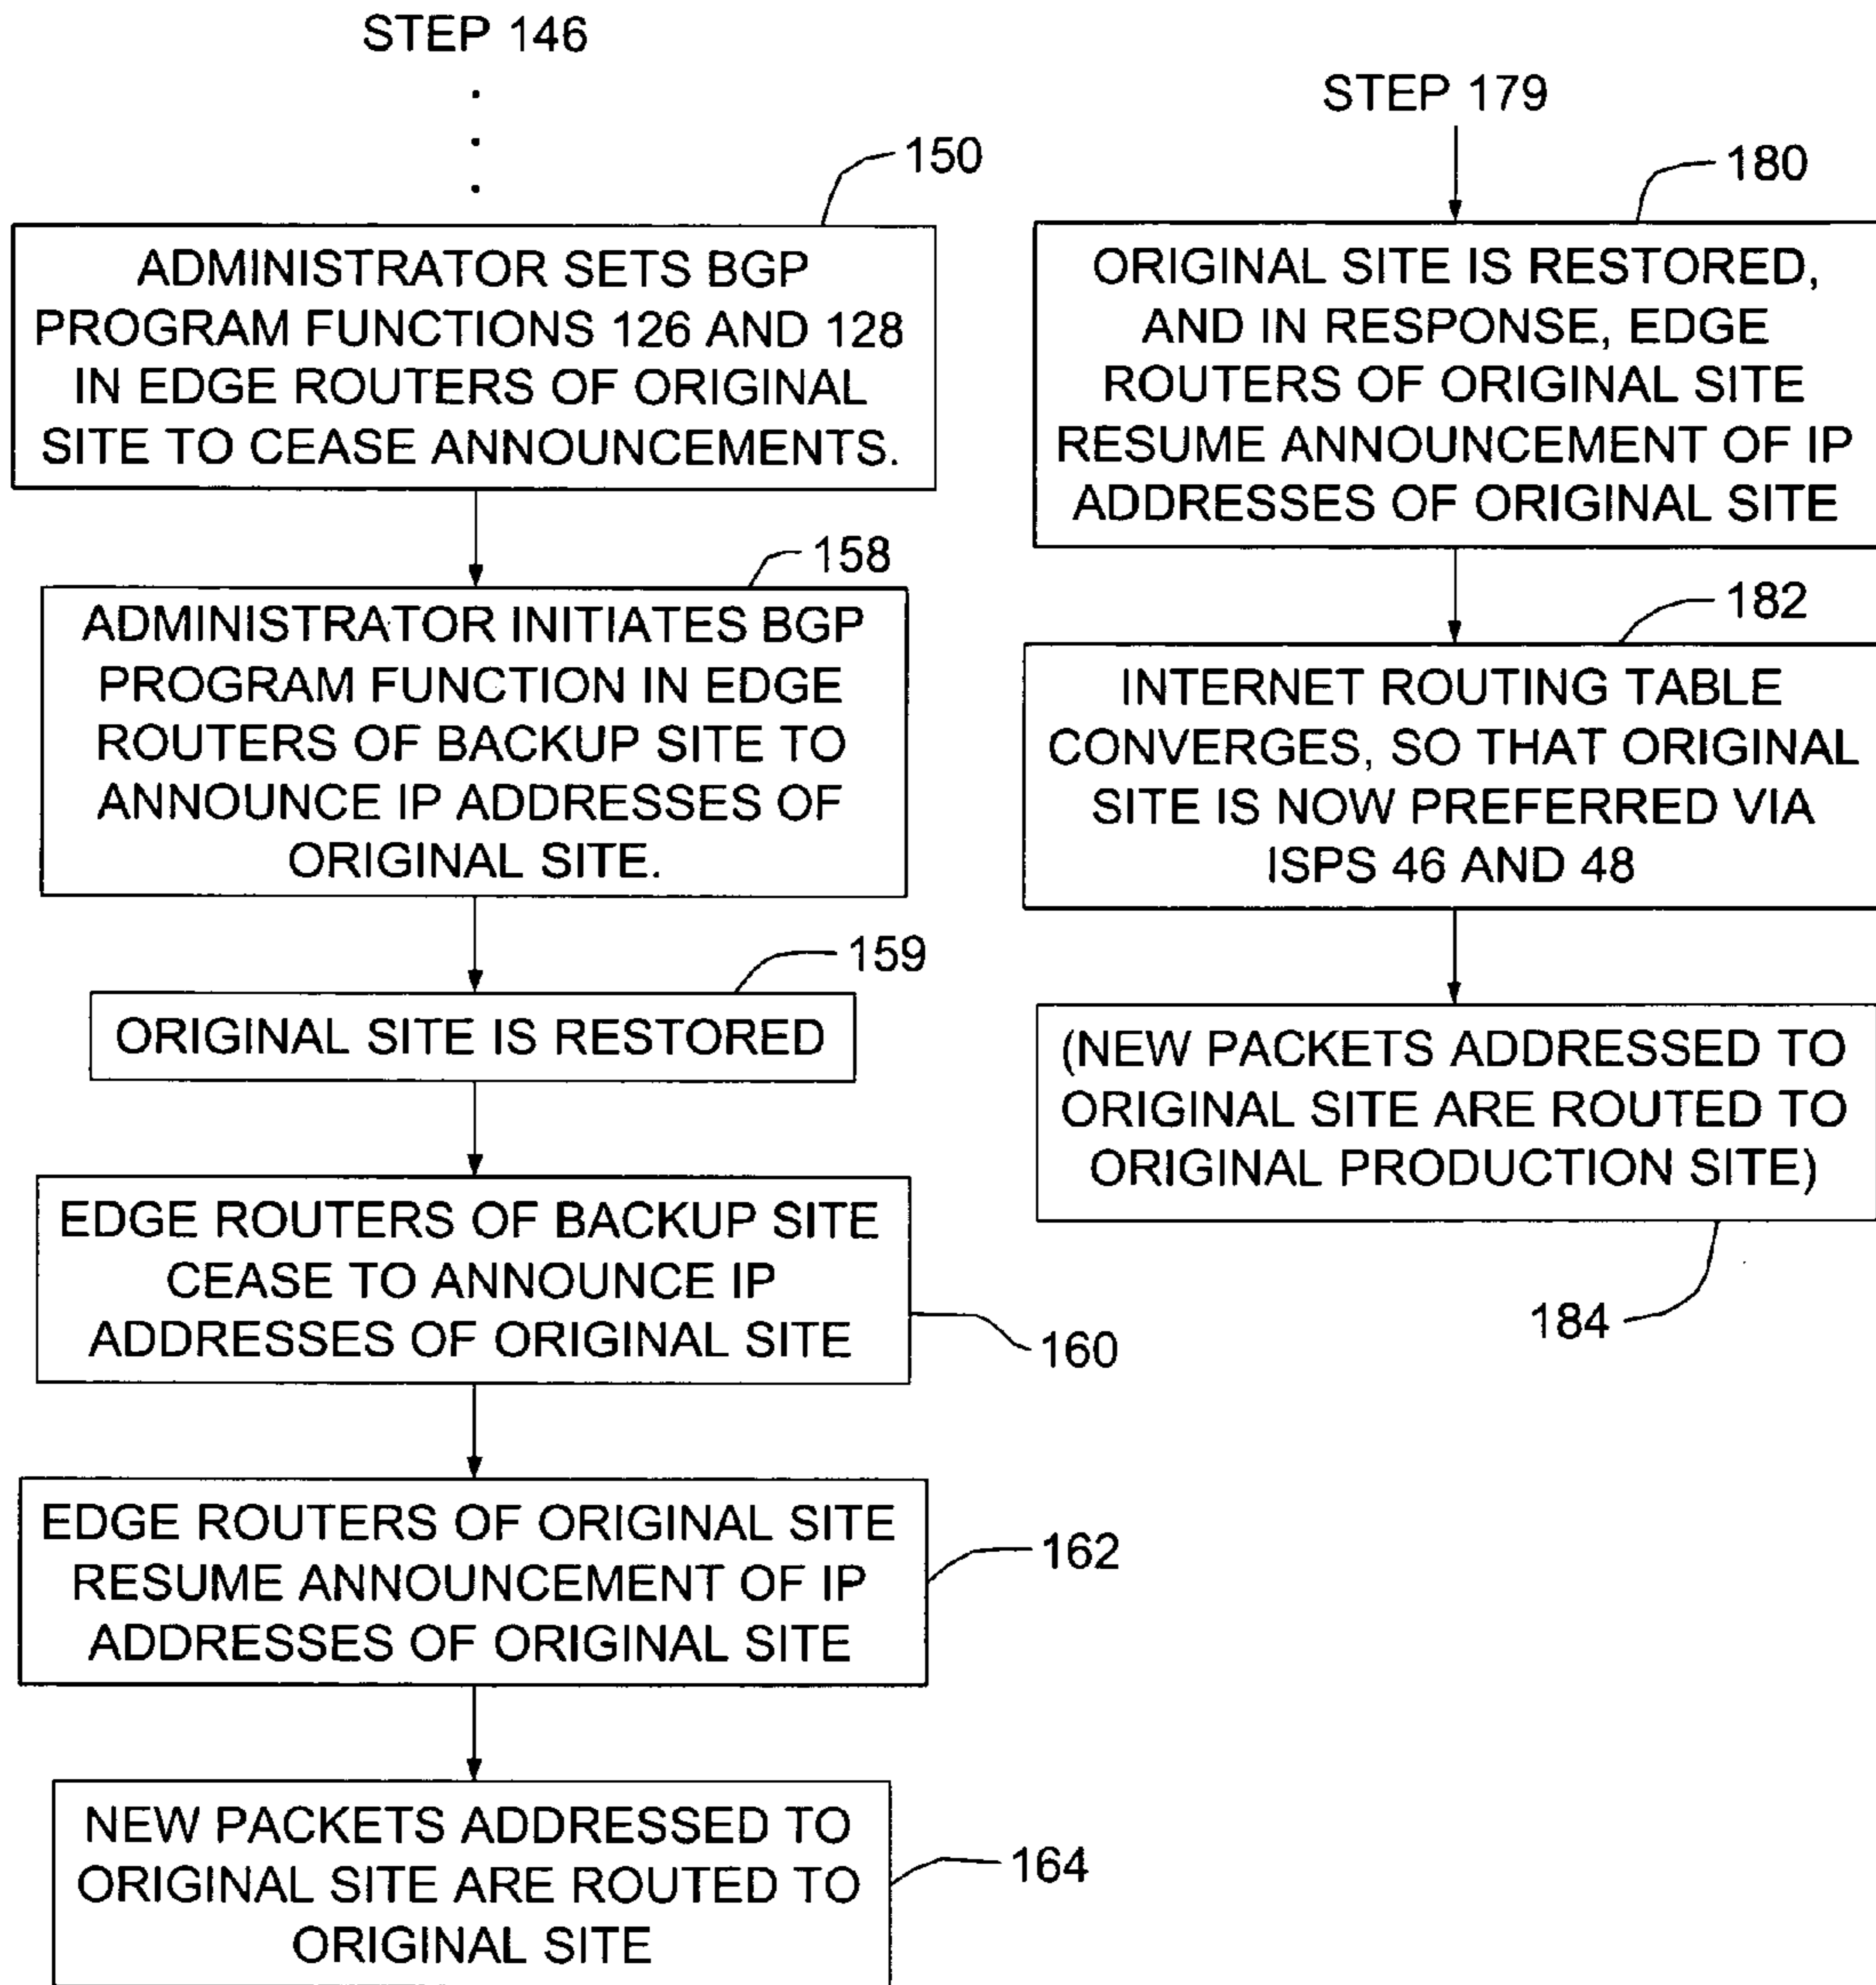 STEP 146
150
ADMINISTRATOR SETS BGP
PROGRAM FUNCTIONS 126 AND 128
IN EDGE ROUTERS OF ORIGINAL
SITE TO CEASE ANNOUNCEMENTS.
158
ADMINISTRATOR INITIATES BGP
PROGRAM FUNCTION IN EDGE
ROUTERS OF BACKUP SITE TO
ANNOUNCE IP ADDRESSES OF
ORIGINAL SITE.
159
ORIGINAL SITE IS RESTORED
EDGE ROUTERS OF BACKUP SITE
CEASE TO ANNOUNCE IP
ADDRESSES OF ORIGINAL SITE
160
EDGE ROUTERS OF ORIGINAL SITE
RESUME ANNOUNCEMENT OF IP
ADDRESSES OF ORIGINAL SITE
162
NEW PACKETS ADDRESSED TO
ORIGINAL SITE ARE ROUTED TO
ORIGINAL SITE
164
STEP 179
180
ORIGINAL SITE IS RESTORED,
AND IN RESPONSE, EDGE
ROUTERS OF ORIGINAL SITE
RESUME ANNOUNCEMENT OF IP
ADDRESSES OF ORIGINAL SITE
182
INTERNET ROUTING TABLE
CONVERGES, SO THAT ORIGINAL
SITE IS NOW PREFERRED VIA
ISPS 46 AND 48
(NEW PACKETS ADDRESSED TO
ORIGINAL SITE ARE ROUTED TO
ORIGINAL PRODUCTION SITE)
184